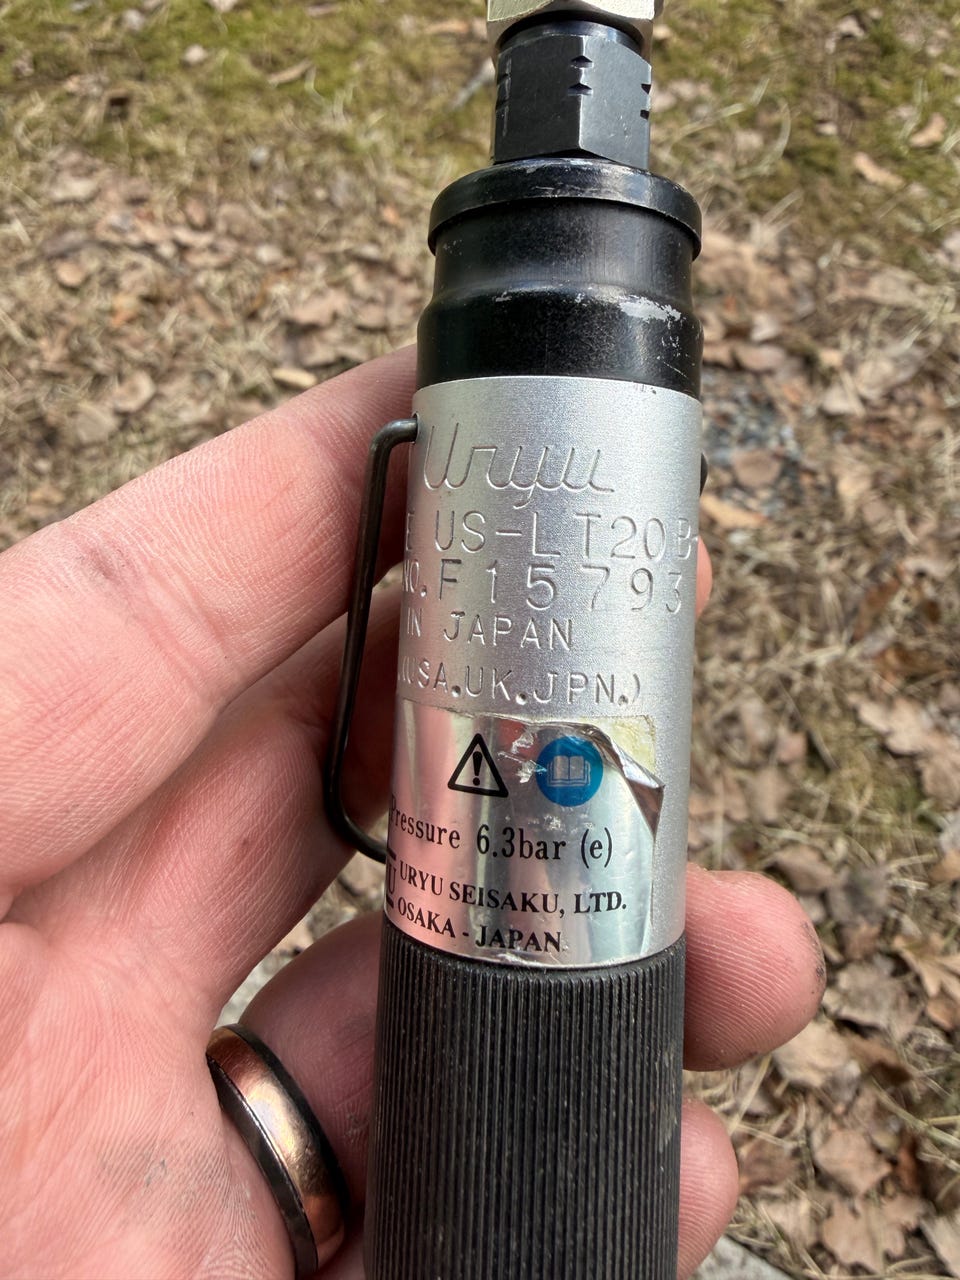 Uryu
E US-LT20B-
NO. F15793
IN JAPAN
(USA.UK.JPN.)
Pressure 6.3bar (e)
URYU SEISAKU, LTD.
OSAKA - JAPAN